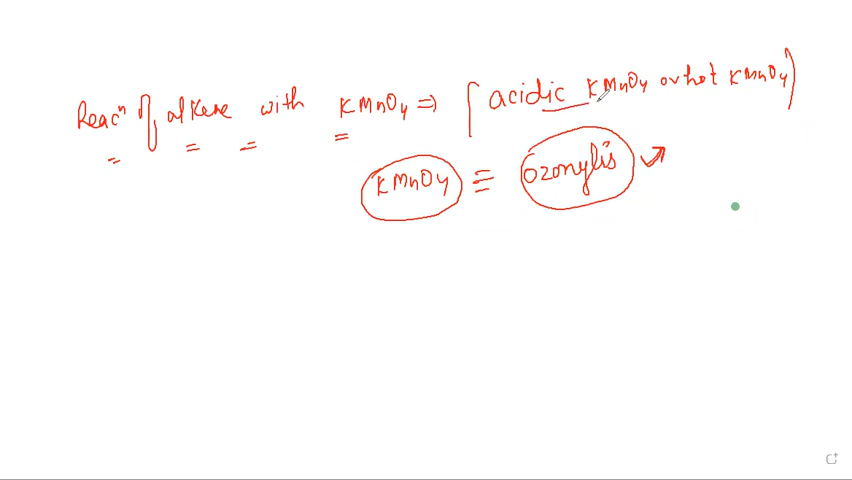 Reacⁿ of alkene with KMnO4 ⇒ [acidic KMnO4 or hot KMnO4)
KMnO4 ≡ ozonylis